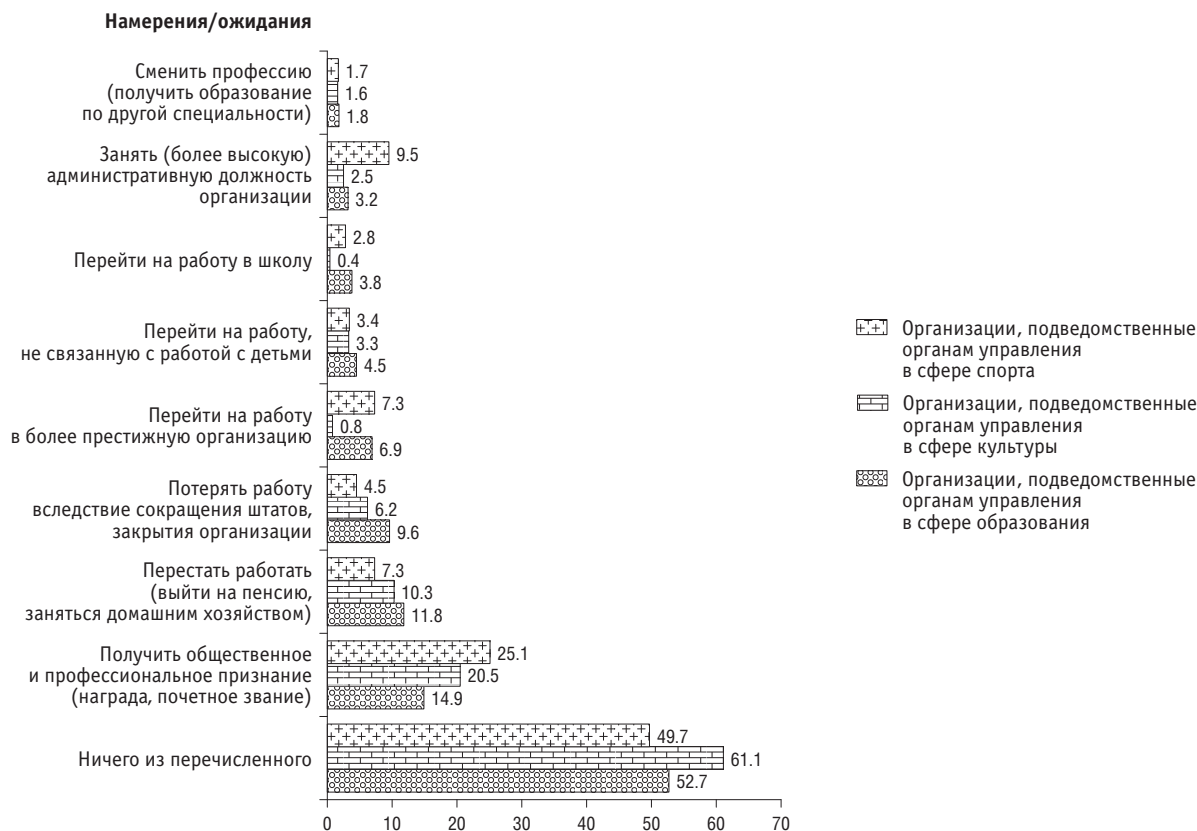 Намерения/ожидания
Сменить профессию
(получить образование
по другой специальности)
1.7
1.6
1.8
Занять (более высокую)
административную должность
организации
9.5
2.5
3.2
Перейти на работу в школу
2.8
0.4
3.8
Перейти на работу,
не связанную с работой с детьми
3.4
3.3
4.5
Перейти на работу
в более престижную организацию
7.3
0.8
6.9
Потерять работу
вследствие сокращения штатов,
закрытия организации
4.5
6.2
9.6
Перестать работать
(выйти на пенсию,
заняться домашним хозяйством)
7.3
10.3
11.8
Получить общественное
и профессиональное признание
(награда, почетное звание)
25.1
20.5
14.9
Ничего из перечисленного
49.7
61.1
52.7
0 10 20 30 40 50 60 70
Организации, подведомственные
органам управления
в сфере спорта
Организации, подведомственные
органам управления
в сфере культуры
Организации, подведомственные
органам управления
в сфере образования